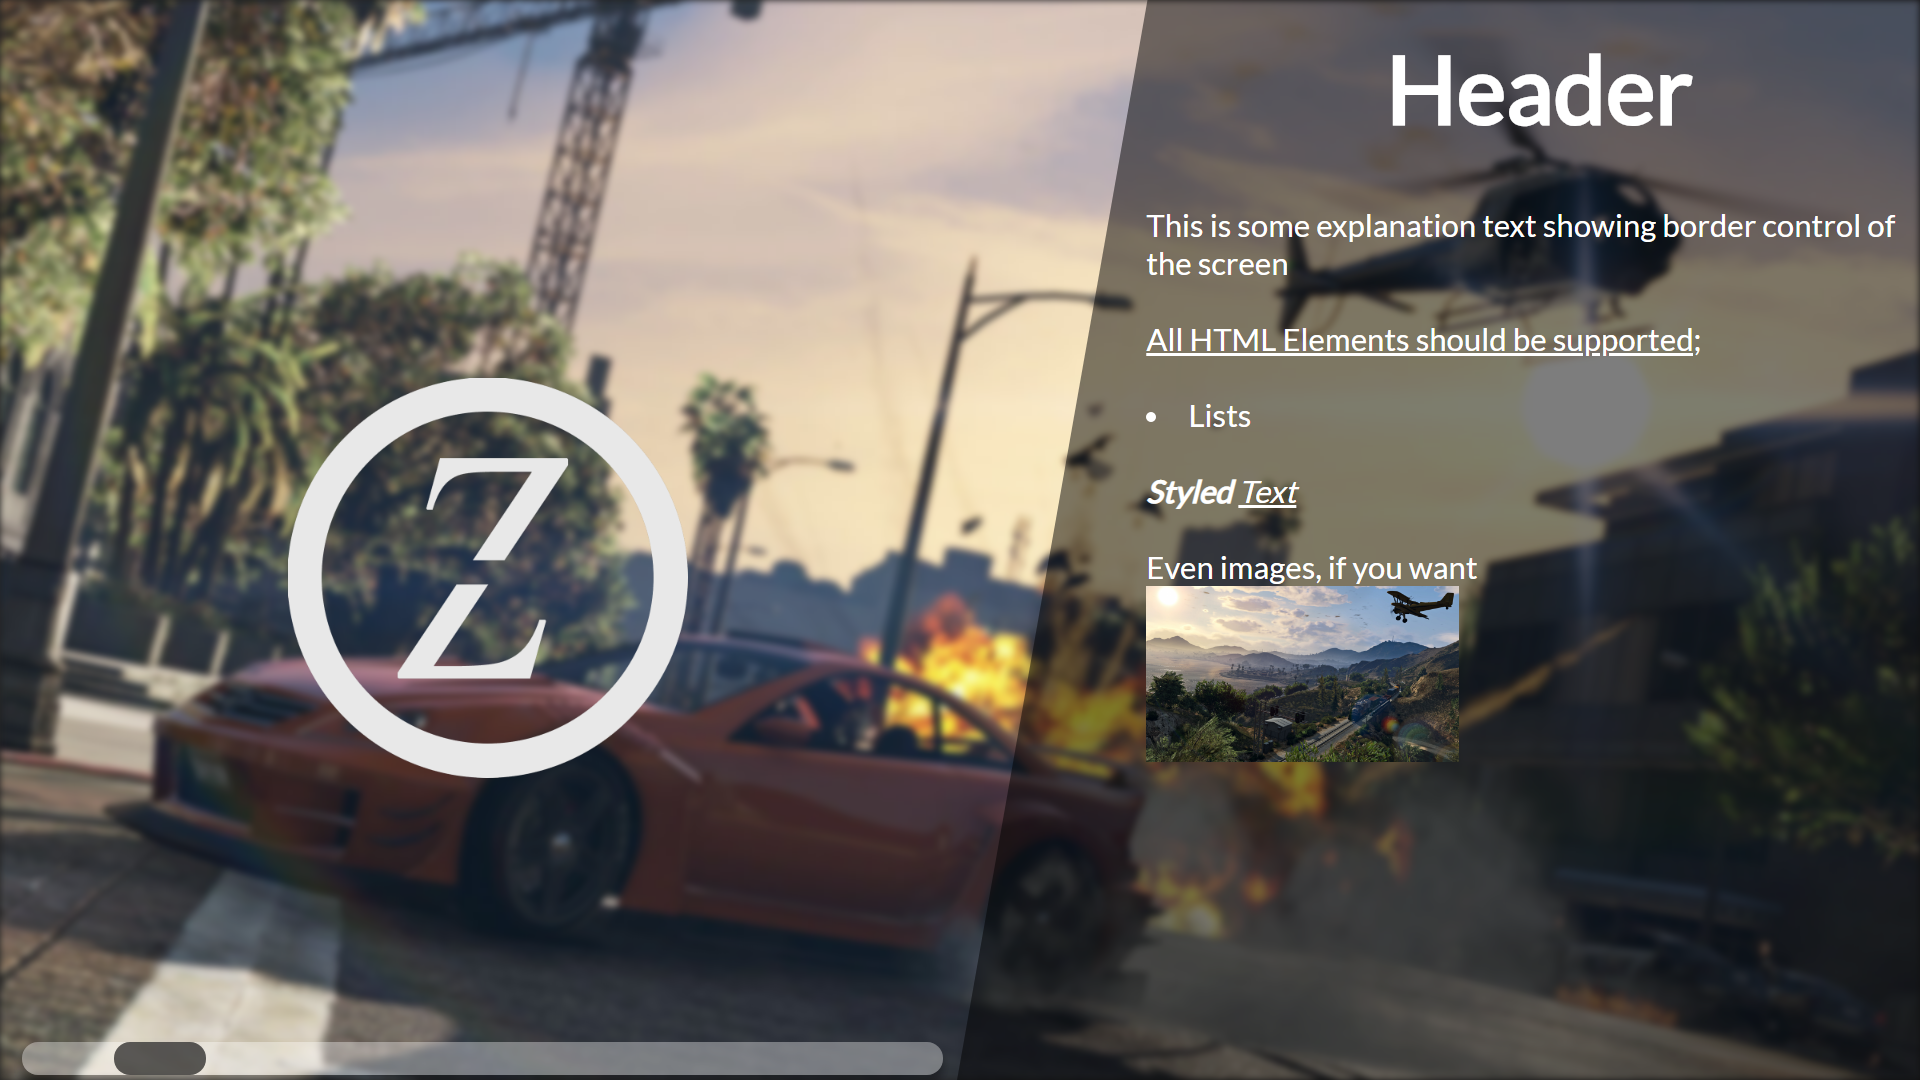 Header
This is some explanation text showing border control of
the screen
All HTML Elements should be supported;
• Lists
Styled Text
Even images, if you want
Z